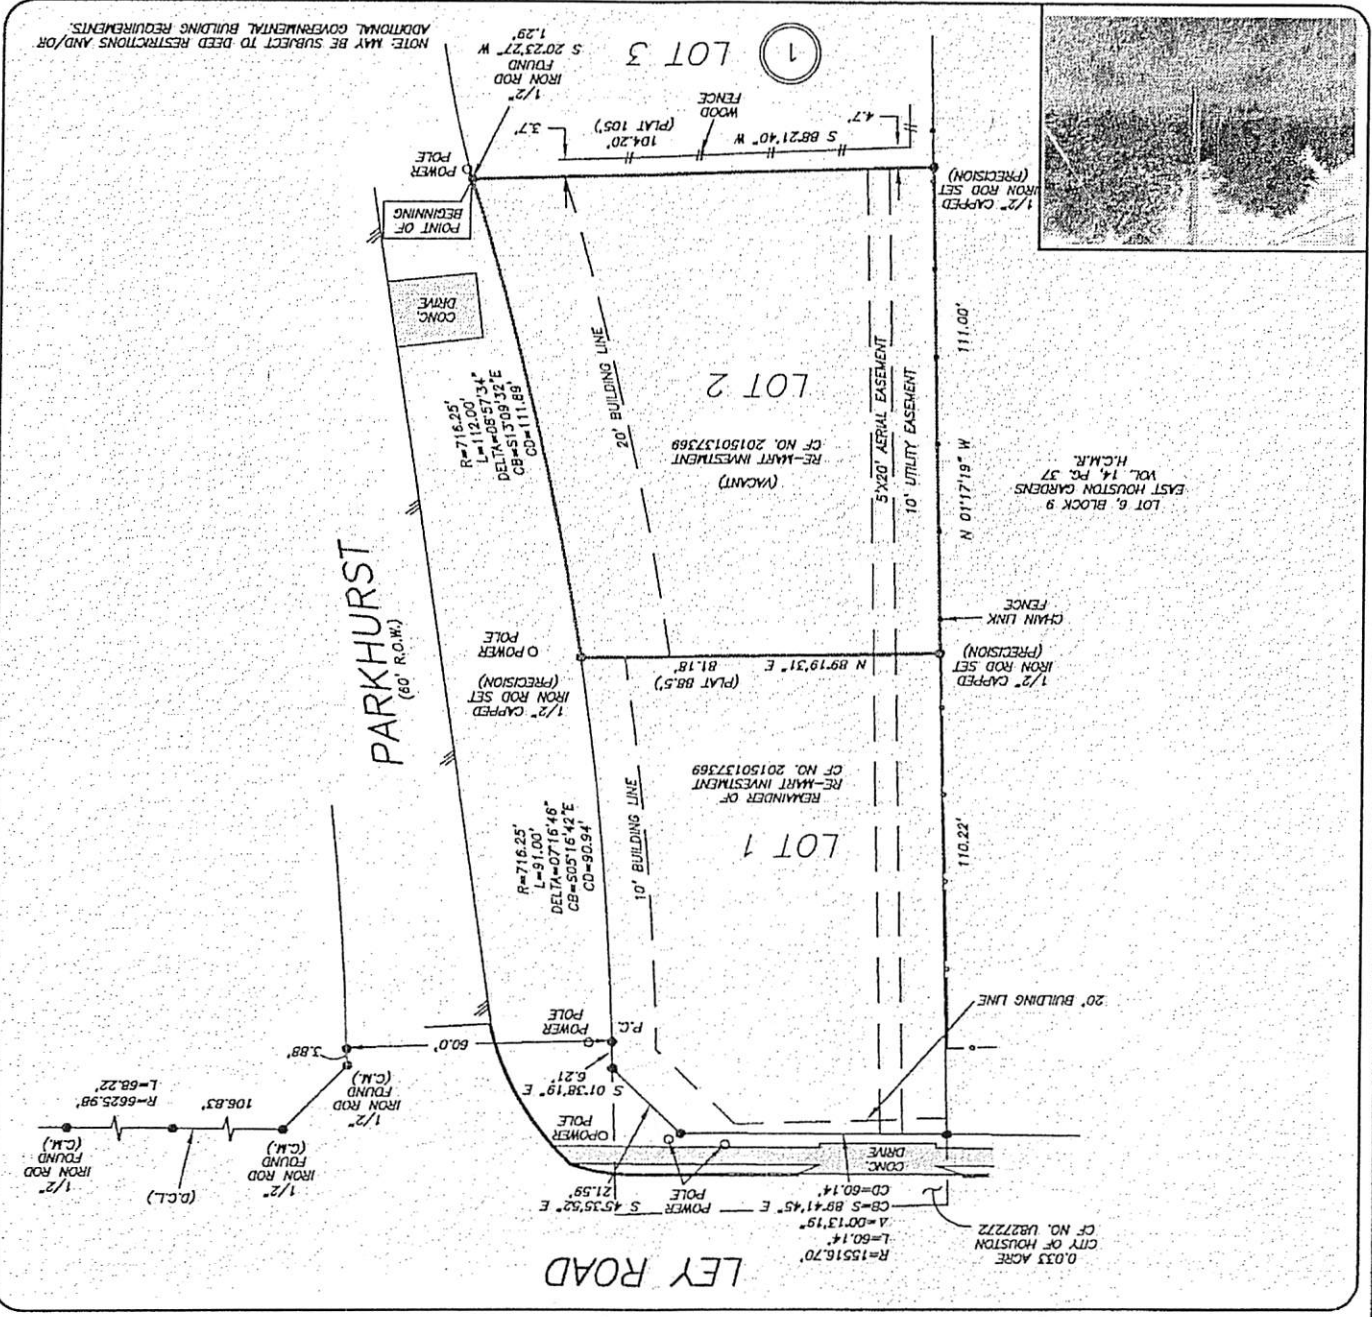 LEY ROAD
0.033 ACRE
CITY OF HOUSTON
CF NO. U827272
R=15516.70'
L=60.14'
Δ=00°13'19"
CB=S 89°41'45" E
CD=60.14'
CONC.
DRIVE
POWER
POLE
S 45°35'52" E
21.59'
POWER
POLE
S 01°38'19" E
6.21'
P.C.
POWER
POLE
60.0'
3.88'
1/2"
IRON ROD
FOUND
(C.M.)
1/2"
IRON ROD
FOUND
(C.M.)
(D.C.L.)
106.83'
R=6625.98'
L=68.22'
1/2"
IRON ROD
FOUND
(C.M.)
20' BUILDING LINE
110.22'
LOT 1
REMAINDER OF
RE-MART INVESTMENT
CF NO. 20150137369
10' BUILDING LINE
R=716.25'
L=91.00'
DELTA=07°16'46"
CB=S05°16'42"E
CD=90.94'
PARKHURST
(60' R.O.W.)
1/2" CAPPED
IRON ROD SET
(PRECISION)
CHAIN LINK
FENCE
N 89°19'31" E 81.18'
(PLAT 88.5')
1/2" CAPPED
IRON ROD SET
(PRECISION)
POWER
POLE
LOT 6, BLOCK 9
EAST HOUSTON GARDENS
VOL. 14, PG. 37
H.C.M.R.
N 01°17'19" W 111.00'
10' UTILITY EASEMENT
5'X20' AERIAL EASEMENT
(VACANT)
RE-MART INVESTMENT
CF NO. 20150137369
LOT 2
20' BUILDING LINE
R=716.25'
L=112.00'
DELTA=08°57'34"
CB=S13°09'32"E
CD=111.89'
CONC.
DRIVE
POINT OF
BEGINNING
POWER
POLE
1/2" CAPPED
IRON ROD SET
(PRECISION)
S 88°21'40" W 104.20'
(PLAT 105')
4.7'
WOOD
FENCE
3.7'
1/2"
IRON ROD
FOUND
S 20°23'27" W
1.29'
1
LOT 3
NOTE: MAY BE SUBJECT TO DEED RESTRICTIONS AND/OR
ADDITIONAL GOVERNMENTAL BUILDING REQUIREMENTS.